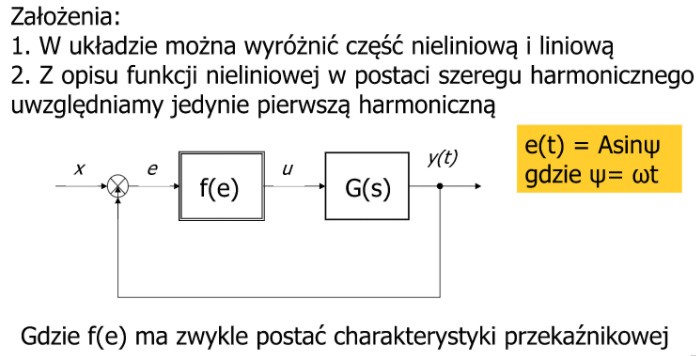 Założenia:
1. W układzie można wyróżnić część nieliniową i liniową
2. Z opisu funkcji nieliniowej w postaci szeregu harmonicznego
uwzględniamy jedynie pierwszą harmoniczną
x
e
f(e)
u
G(s)
y(t)
e(t) = Asinψ
gdzie ψ= ωt
Gdzie f(e) ma zwykle postać charakterystyki przekaźnikowej